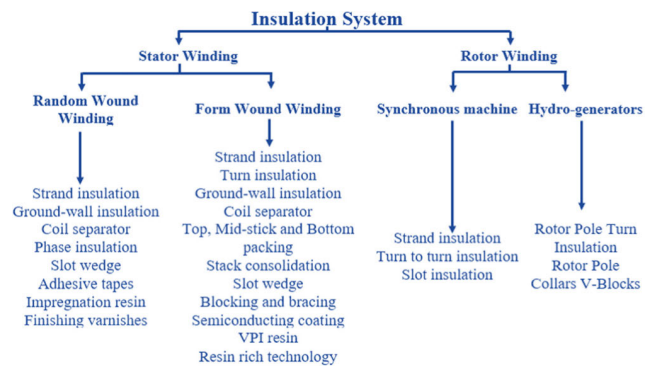 Insulation System
Stator Winding
Rotor Winding
Random Wound
Winding
Form Wound Winding
Synchronous machine
Hydro-generators
Strand insulation
Ground-wall insulation
Coil separator
Phase insulation
Slot wedge
Adhesive tapes
Impregnation resin
Finishing varnishes
Strand insulation
Turn insulation
Ground-wall insulation
Coil separator
Top, Mid-stick and Bottom
packing
Stack consolidation
Slot wedge
Blocking and bracing
Semiconducting coating
VPI resin
Resin rich technology
Strand insulation
Turn to turn insulation
Slot insulation
Rotor Pole Turn
Insulation
Rotor Pole
Collars V-Blocks